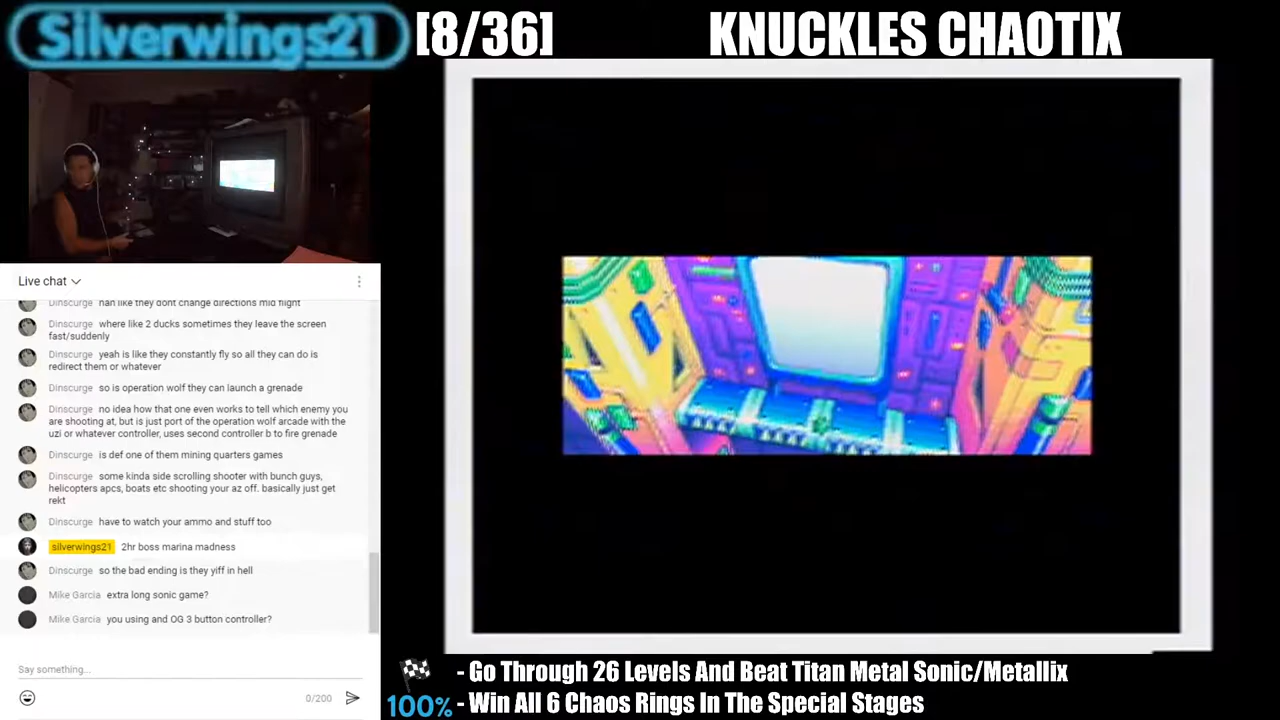 Silverwings21 [8/36] KNUCKLES CHAOTIX
Live chat
Dinscurge nah like they dont change directions mid flight
Dinscurge where like 2 ducks sometimes they leave the screen
fast/suddenly
Dinscurge yeah is like they constantly fly so all they can do is
redirect them or whatever
Dinscurge so is operation wolf they can launch a grenade
Dinscurge no idea how that one even works to tell which enemy you
are shooting at, but is just part of the operation wolf arcade with the
uzi or whatever controller, uses second controller b to fire grenade
Dinscurge is def one of them mining quarters games
Dinscurge some kinda side scrolling shooter with bunch guys,
helicopters apcs, boats etc shooting your az off. basically just get
rekt
Dinscurge have to watch your ammo and stuff too
silverwings21 2hr boss marina madness
Dinscurge so the bad ending is they yiff in hell
Mike Garcia extra long sonic game?
Mike Garcia you using and OG 3 button controller?
Say something...
0/200
- Go Through 26 Levels And Beat Titan Metal Sonic/Metallix
100% - Win All 6 Chaos Rings In The Special Stages